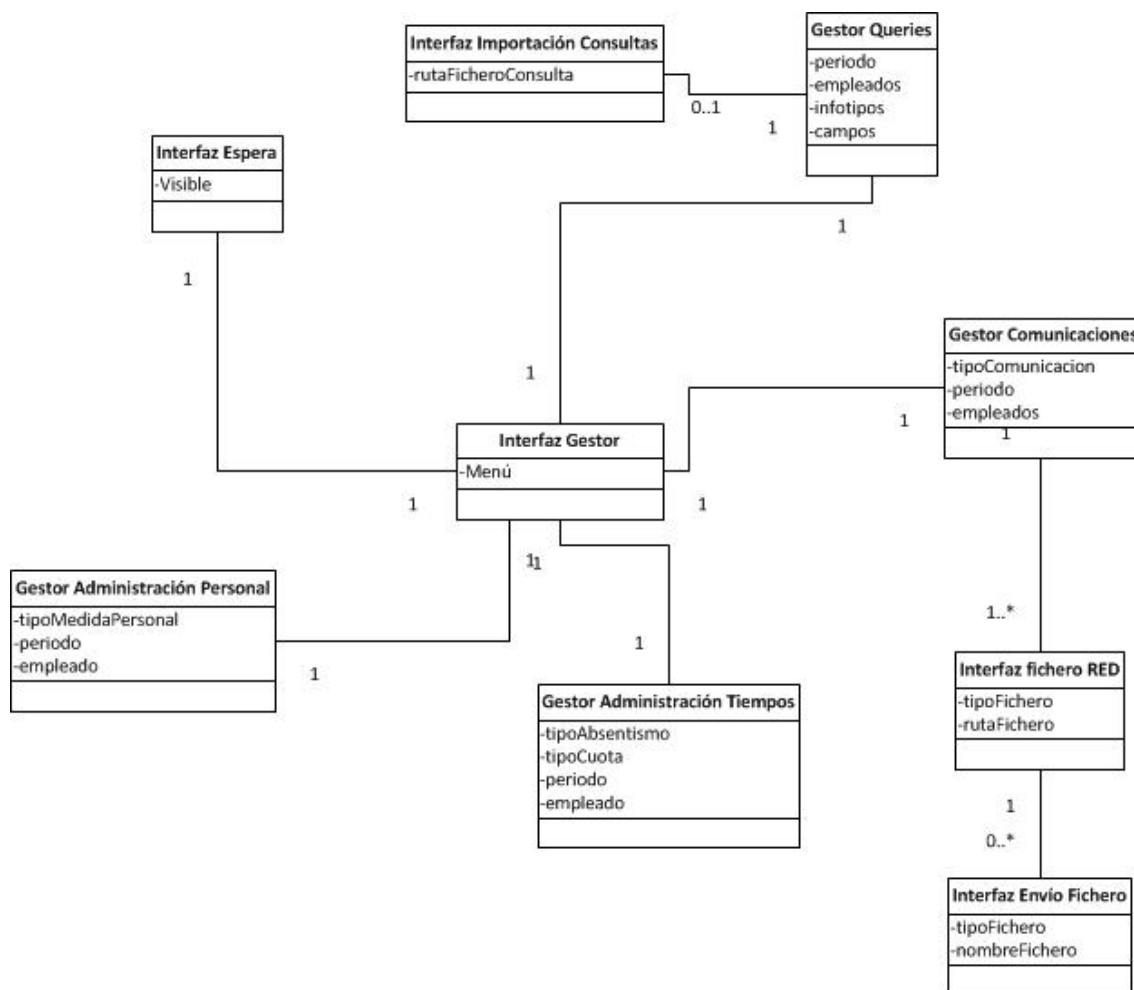 Gestor Queries
-periodo
-empleados
-infotipos
-campos
Interfaz Importación Consultas
-rutaFicheroConsulta
0..1
1
Interfaz Espera
-Visible
1
1
1
Gestor Comunicaciones
-tipoComunicacion
-periodo
-empleados
1
1
Interfaz Gestor
-Menú
1
1
1
1
Gestor Administración Personal
-tipoMedidaPersonal
-periodo
-empleado
1
1
Gestor Administración Tiempos
-tipoAbsentismo
-tipoCuota
-periodo
-empleado
1..*
Interfaz fichero RED
-tipoFichero
-rutaFichero
1
0..*
Interfaz Envío Fichero
-tipoFichero
-nombreFichero